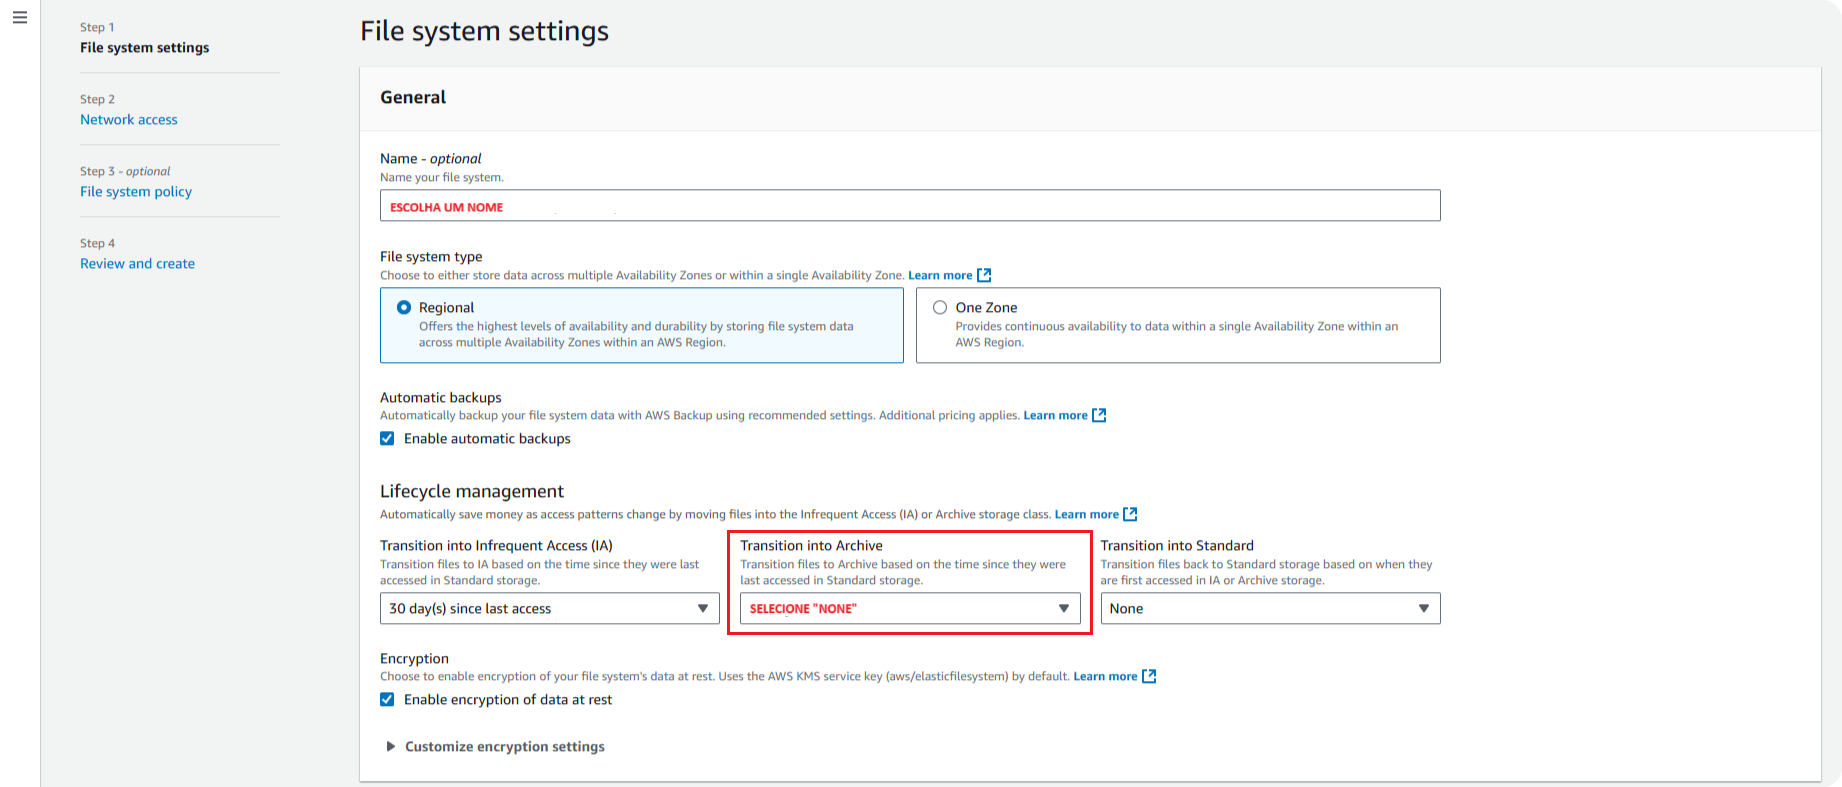 Step 1
File system settings
Step 2
Network access
Step 3 - optional
File system policy
Step 4
Review and create
File system settings
General
Name - optional
Name your file system.
ESCOLHA UM NOME
File system type
Choose to either store data across multiple Availability Zones or within a single Availability Zone. Learn more
Regional
Offers the highest levels of availability and durability by storing file system data
across multiple Availability Zones within an AWS Region.
One Zone
Provides continuous availability to data within a single Availability Zone within an
AWS Region.
Automatic backups
Automatically backup your file system data with AWS Backup using recommended settings. Additional pricing applies. Learn more
Enable automatic backups
Lifecycle management
Automatically save money as access patterns change by moving files into the Infrequent Access (IA) or Archive storage class. Learn more
Transition into Infrequent Access (IA)
Transition files to IA based on the time since they were last
accessed in Standard storage.
30 day(s) since last access
Transition into Archive
Transition files to Archive based on the time since they were
last accessed in Standard storage.
SELECIONE "NONE"
Transition into Standard
Transition files back to Standard storage based on when they
are first accessed in IA or Archive storage.
None
Encryption
Choose to enable encryption of your file system's data at rest. Uses the AWS KMS service key (aws/elasticfilesystem) by default. Learn more
Enable encryption of data at rest
Customize encryption settings